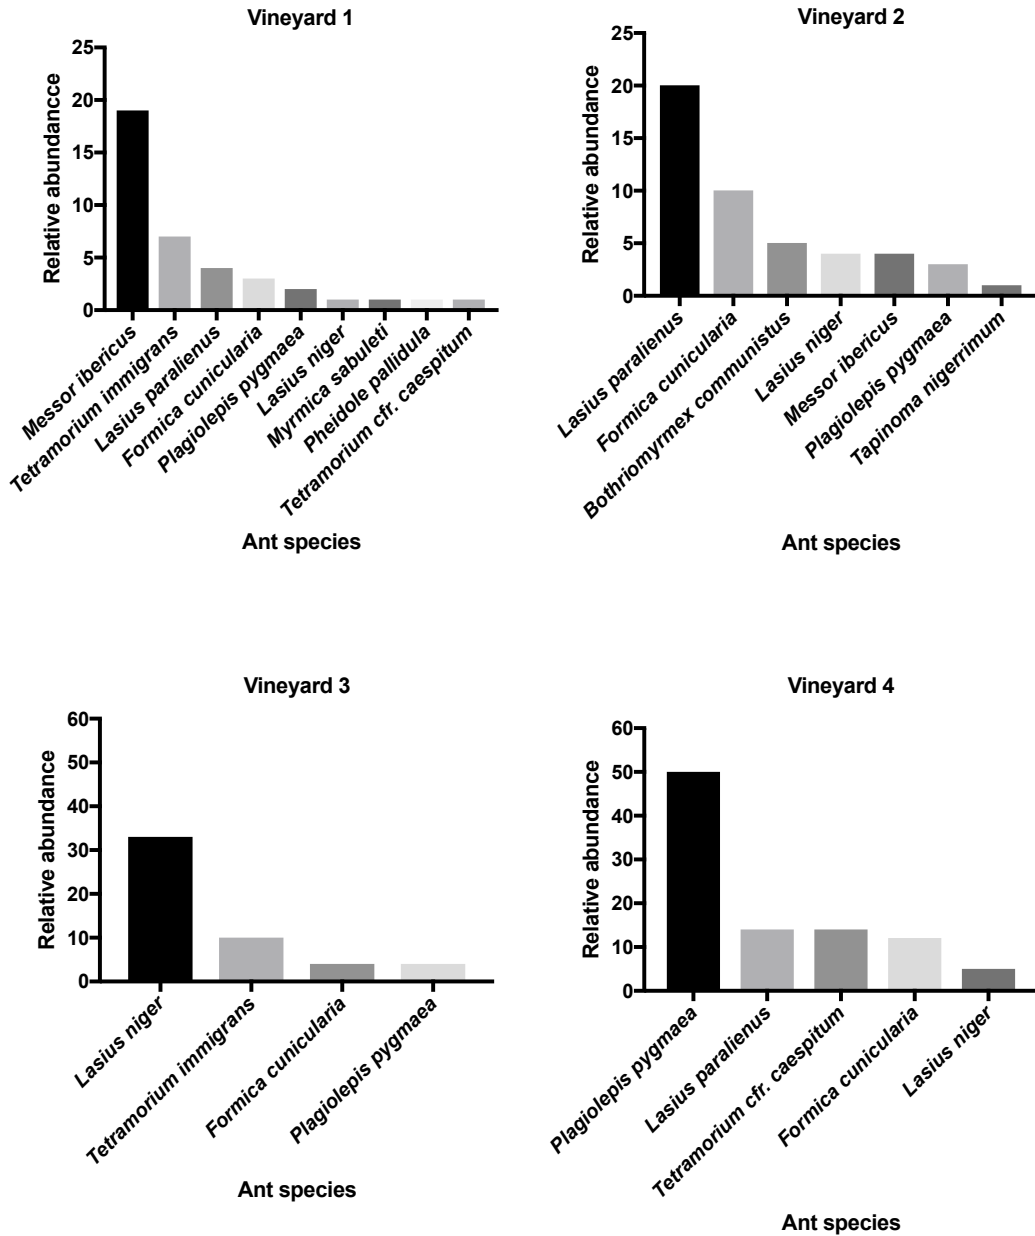 Vineyard 1
Relative abundancce
25
20
15
10
5
0
Messor ibericus
Tetramorium immigrans
Lasius paralienus
Formica cunicularia
Plagiolepis pygmaea
Lasius niger
Myrmica sabuleti
Pheidole pallidula
Tetramorium cfr. caespitum
Ant species
Vineyard 2
Relative abundance
25
20
15
10
5
0
Lasius paralienus
Formica cunicularia
Bothriomyrmex communistus
Lasius niger
Messor ibericus
Plagiolepis pygmaea
Tapinoma nigerrimum
Ant species
Vineyard 3
Relative abundance
60
50
40
30
20
10
0
Lasius niger
Tetramorium immigrans
Formica cunicularia
Plagiolepis pygmaea
Ant species
Vineyard 4
Relative abundance
60
50
40
30
20
10
0
Plagiolepis pygmaea
Lasius paralienus
Tetramorium cfr. caespitum
Formica cunicularia
Lasius niger
Ant species